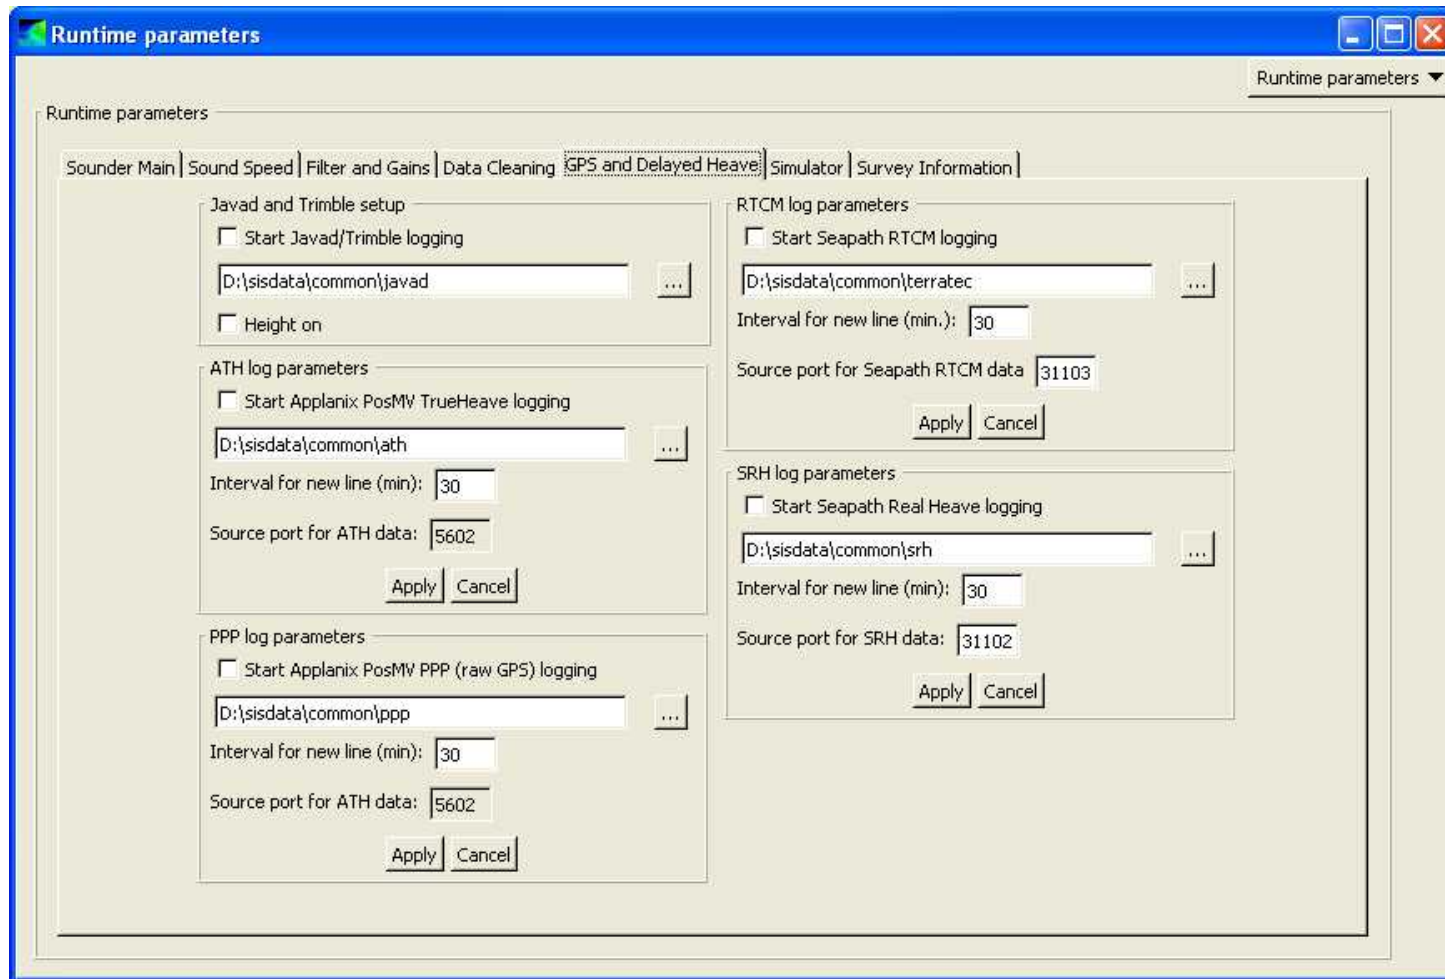 Runtime parameters
Runtime parameters
Runtime parameters
Sounder Main Sound Speed Filter and Gains Data Cleaning GPS and Delayed Heave Simulator Survey Information
Javad and Trimble setup
Start Javad/Trimble logging
D:\sisdata\common\javad ...
Height on
ATH log parameters
Start Applanix PosMV TrueHeave logging
D:\sisdata\common\ath ...
Interval for new line (min): 30
Source port for ATH data: 5602
Apply Cancel
PPP log parameters
Start Applanix PosMV PPP (raw GPS) logging
D:\sisdata\common\ppp ...
Interval for new line (min): 30
Source port for ATH data: 5602
Apply Cancel
RTCM log parameters
Start Seapath RTCM logging
D:\sisdata\common\terratec ...
Interval for new line (min.): 30
Source port for Seapath RTCM data 31103
Apply Cancel
SRH log parameters
Start Seapath Real Heave logging
D:\sisdata\common\srh ...
Interval for new line (min): 30
Source port for SRH data: 31102
Apply Cancel